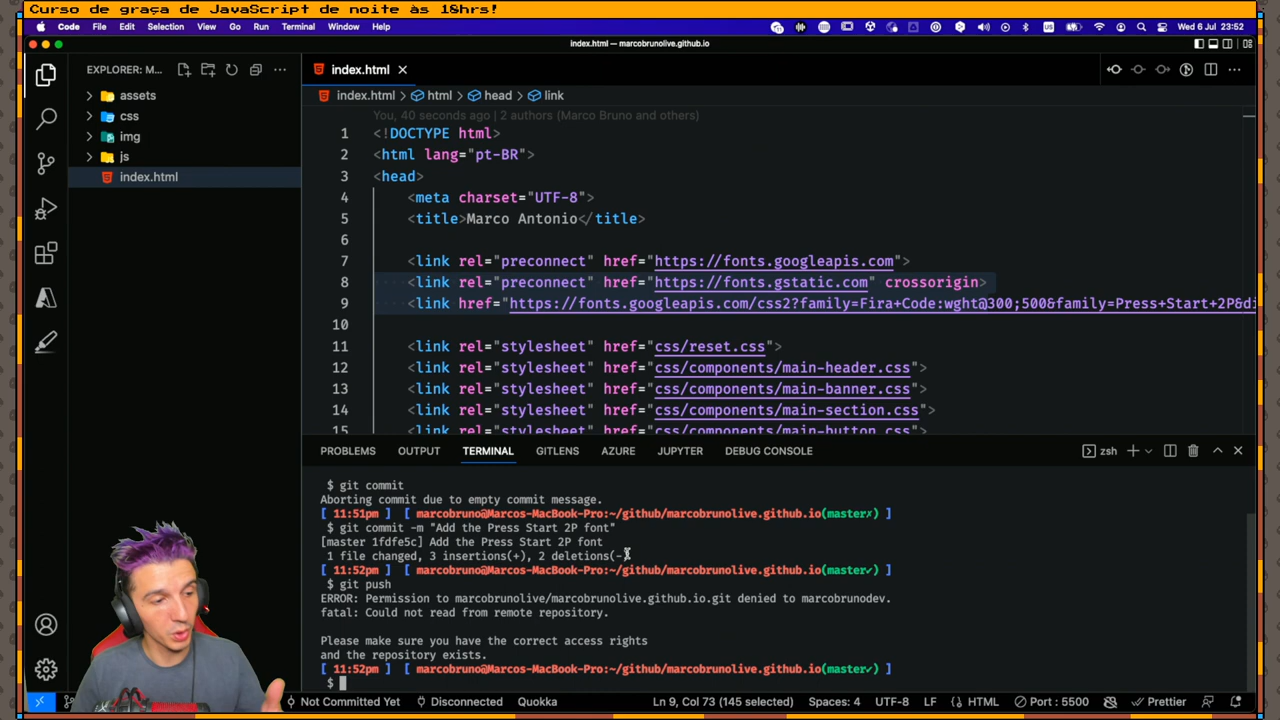 Curso de graça de JavaScript de noite às 18hrs!
Code File Edit Selection View Go Run Terminal Window Help Wed 6 Jul 23:52
index.html — marcobrunolive.github.io
EXPLORER: M...
index.html
assets
css
img
js
index.html
index.html > html > head > link
You, 40 seconds ago | 2 authors (Marco Bruno and others)
1 <!DOCTYPE html>
2 <html lang="pt-BR">
3 <head>
4 <meta charset="UTF-8">
5 <title>Marco Antonio</title>
6
7 <link rel="preconnect" href="https://fonts.googleapis.com">
8 <link rel="preconnect" href="https://fonts.gstatic.com" crossorigin>
9 <link href="https://fonts.googleapis.com/css2?family=Fira+Code:wght@300;500&family=Press+Start+2P&di
10
11 <link rel="stylesheet" href="css/reset.css">
12 <link rel="stylesheet" href="css/components/main-header.css">
13 <link rel="stylesheet" href="css/components/main-banner.css">
14 <link rel="stylesheet" href="css/components/main-section.css">
15 <link rel="stylesheet" href="css/components/main-button.css">
PROBLEMS OUTPUT TERMINAL GITLENS AZURE JUPYTER DEBUG CONSOLE zsh
$ git commit
Aborting commit due to empty commit message.
[ 11:51pm ] [ marcobruno@Marcos-MacBook-Pro:~/github/marcobrunolive.github.io(master✗) ]
$ git commit -m "Add the Press Start 2P font"
[master 1fdfe5c] Add the Press Start 2P font
1 file changed, 3 insertions(+), 2 deletions(-)
[ 11:52pm ] [ marcobruno@Marcos-MacBook-Pro:~/github/marcobrunolive.github.io(master✔) ]
$ git push
ERROR: Permission to marcobrunolive/marcobrunolive.github.io.git denied to marcobrunodev.
fatal: Could not read from remote repository.
Please make sure you have the correct access rights
and the repository exists.
[ 11:52pm ] [ marcobruno@Marcos-MacBook-Pro:~/github/marcobrunolive.github.io(master✔) ]
$
Not Committed Yet Disconnected Quokka Ln 9, Col 73 (145 selected) Spaces: 4 UTF-8 LF HTML Port : 5500 Prettier